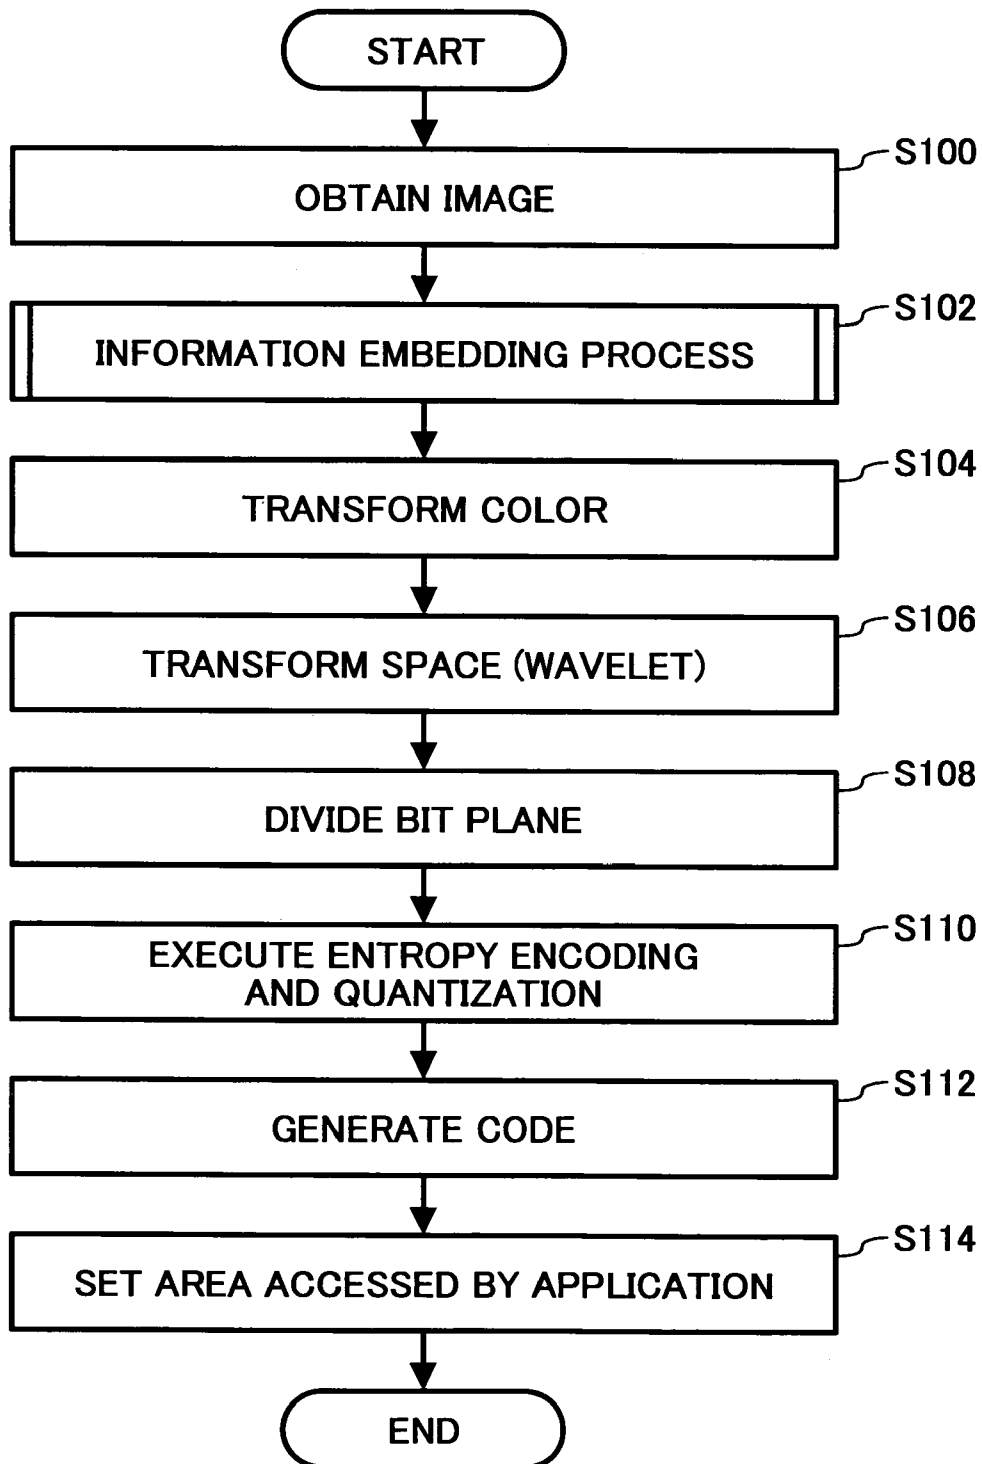 START
S100
OBTAIN IMAGE
S102
INFORMATION EMBEDDING PROCESS
S104
TRANSFORM COLOR
S106
TRANSFORM SPACE (WAVELET)
S108
DIVIDE BIT PLANE
S110
EXECUTE ENTROPY ENCODING
AND QUANTIZATION
S112
GENERATE CODE
S114
SET AREA ACCESSED BY APPLICATION
END